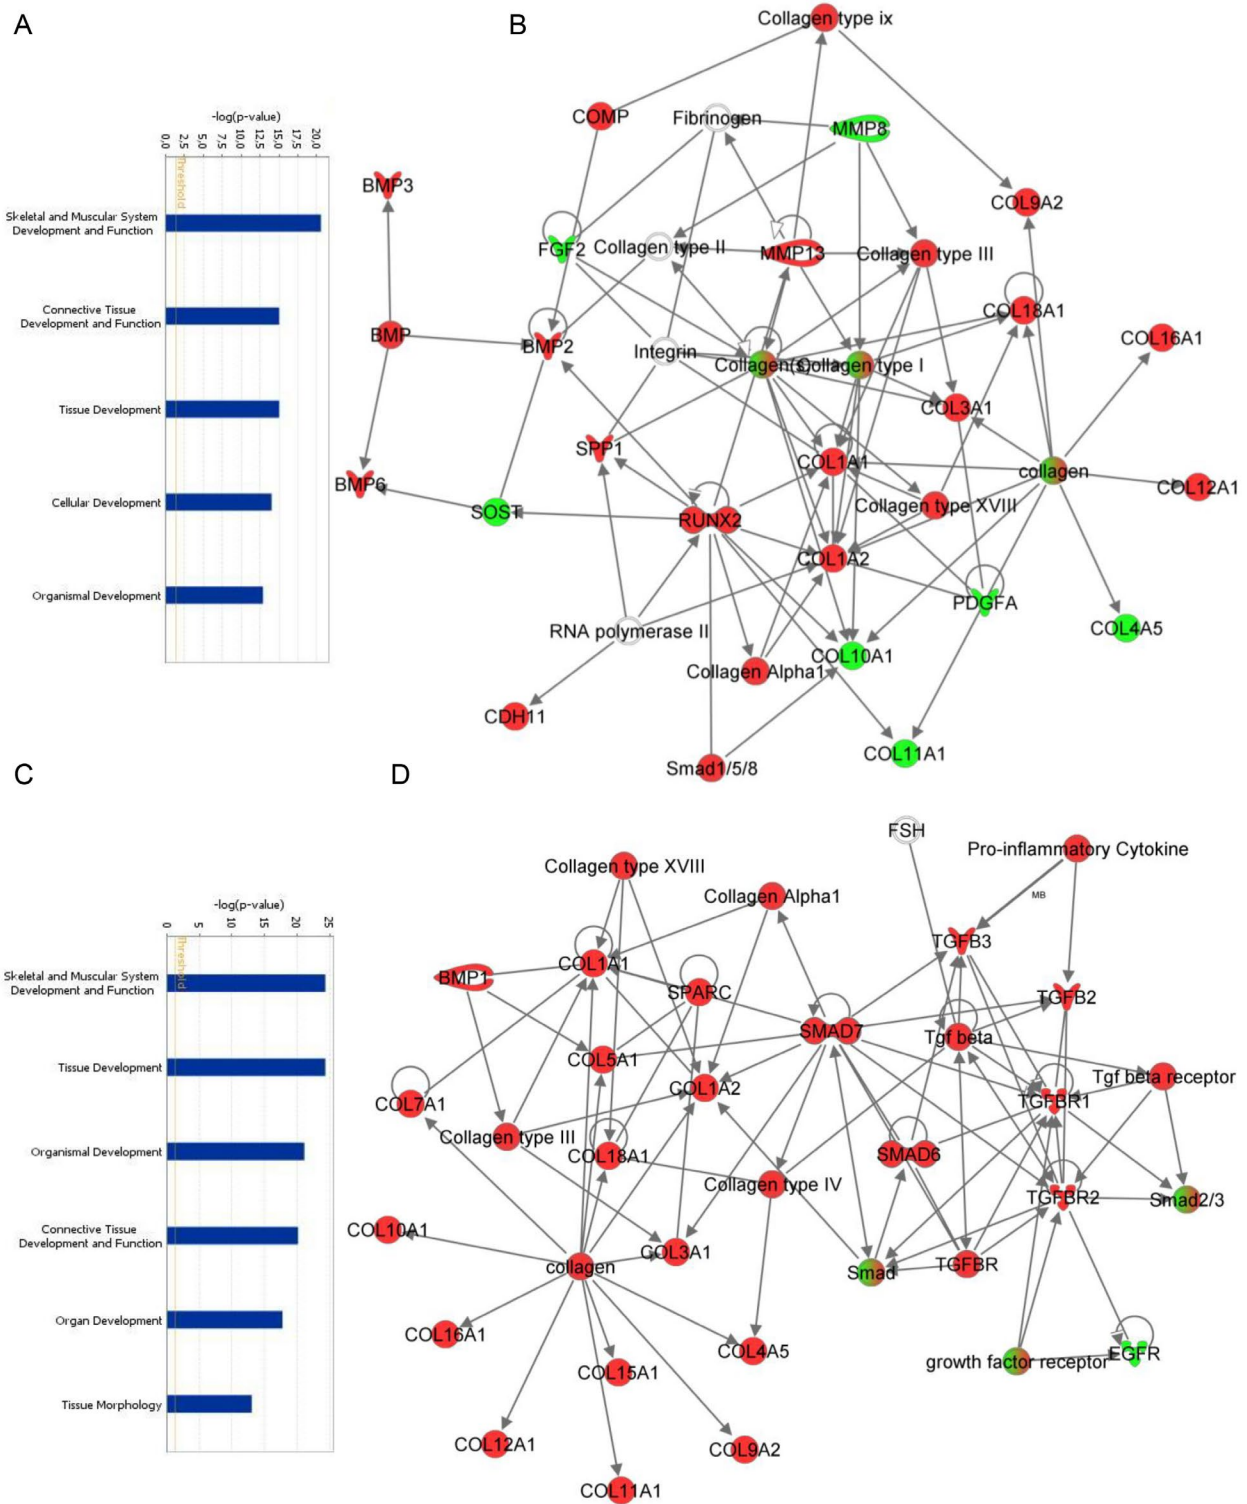 A
-log(p-value)
0.0
2.5
5.0
7.5
10.0
12.5
15.0
17.5
20.0
Threshold
Skeletal and Muscular System
Development and Function
Connective Tissue
Development and Function
Tissue Development
Cellular Development
Organismal Development
B
Collagen type ix
COMP
Fibrinogen
MMP8
BMP3
COL9A2
FGF2
Collagen type II
MMP13
Collagen type III
COL18A1
BMP
BMP2
Integrin
Collagen(s)
Collagen type I
COL16A1
COL3A1
SPP1
COL1A1
collagen
BMP6
COL12A1
SOST
RUNX2
Collagen type XVIII
COL1A2
PDGFA
RNA polymerase II
COL4A5
COL10A1
Collagen Alpha1
CDH11
COL11A1
Smad1/5/8
C
-log(p-value)
0
5
10
15
20
25
Threshold
Skeletal and Muscular System
Development and Function
Tissue Development
Organismal Development
Connective Tissue
Development and Function
Organ Development
Tissue Morphology
D
FSH
Pro-inflammatory Cytokine
Collagen type XVIII
Collagen Alpha1
MB
TGFB3
COL1A1
BMP1
SPARC
TGFB2
SMAD7
Tgf beta
COL5A1
Tgf beta receptor
COL1A2
COL7A1
TGFBR1
Collagen type III
COL18A1
SMAD6
Collagen type IV
TGFBR2
Smad2/3
COL10A1
COL3A1
collagen
Smad
TGFBR
COL16A1
COL4A5
growth factor receptor
EGFR
COL15A1
COL12A1
COL9A2
COL11A1